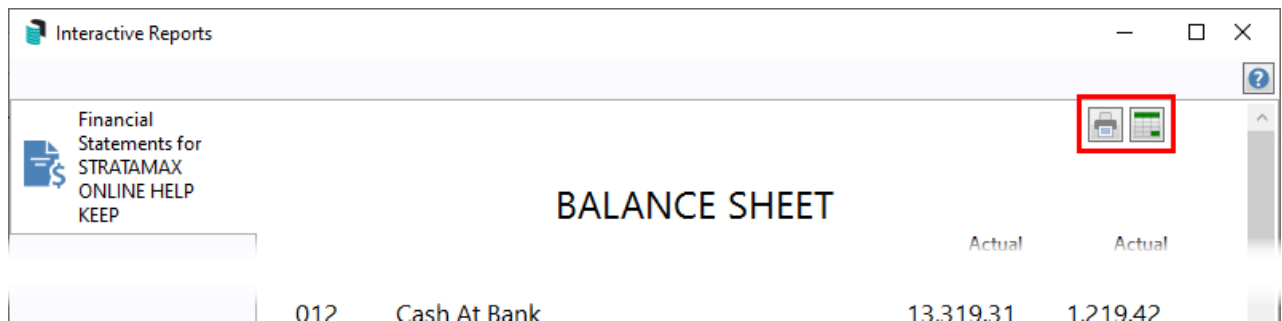 Interactive Reports
Financial
Statements for
STRATAMAX
ONLINE HELP
KEEP
BALANCE SHEET
Actual Actual
012 Cash At Bank 13,319.31 1,219.42